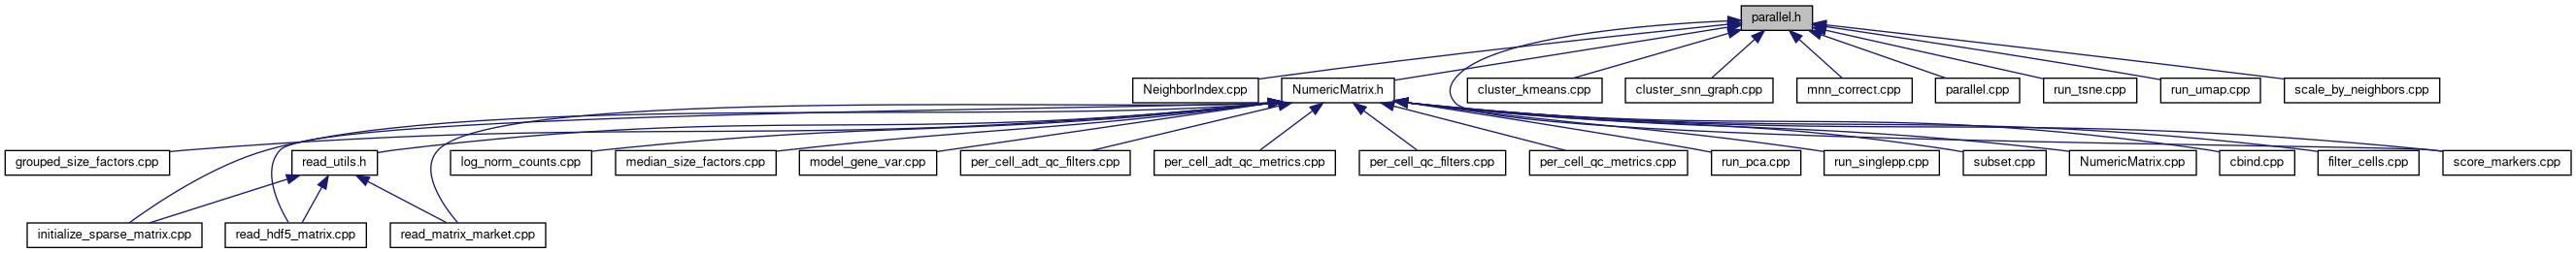 parallel.h
NeighborIndex.cpp
NumericMatrix.h
cluster_kmeans.cpp
cluster_snn_graph.cpp
mnn_correct.cpp
parallel.cpp
run_tsne.cpp
run_umap.cpp
scale_by_neighbors.cpp
grouped_size_factors.cpp
read_utils.h
log_norm_counts.cpp
median_size_factors.cpp
model_gene_var.cpp
per_cell_adt_qc_filters.cpp
per_cell_adt_qc_metrics.cpp
per_cell_qc_filters.cpp
per_cell_qc_metrics.cpp
run_pca.cpp
run_singlepp.cpp
subset.cpp
NumericMatrix.cpp
cbind.cpp
filter_cells.cpp
score_markers.cpp
initialize_sparse_matrix.cpp
read_hdf5_matrix.cpp
read_matrix_market.cpp